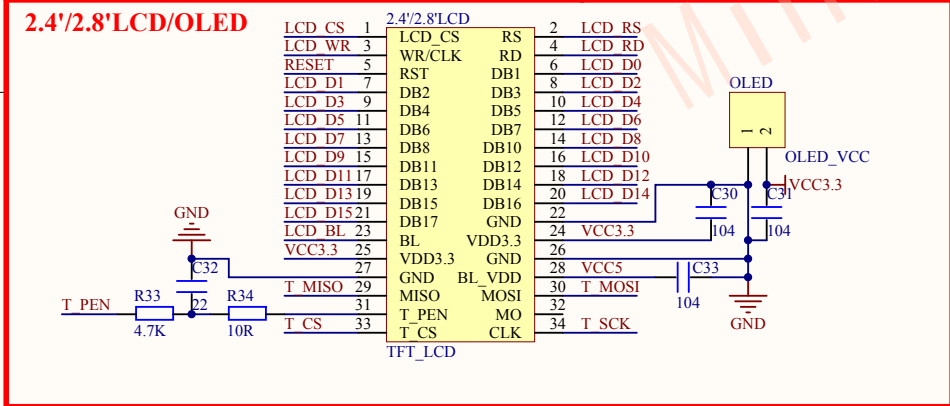 2.4'/2.8'LCD/OLED
2.4'/2.8'LCD
LCD_CS 1 LCD_CS RS 2 LCD_RS
LCD_WR 3 WR/CLK RD 4 LCD_RD
RESET 5 RST DB1 6 LCD_D0
LCD_D1 7 DB2 DB3 8 LCD_D2
LCD_D3 9 DB4 DB5 10 LCD_D4
LCD_D5 11 DB6 DB7 12 LCD_D6
LCD_D7 13 DB8 DB10 14 LCD_D8
LCD_D9 15 DB11 DB12 16 LCD_D10
LCD_D11 17 DB13 DB14 18 LCD_D12
LCD_D13 19 DB15 DB16 20 LCD_D14
LCD_D15 21 DB17 GND 22
LCD_BL 23 BL VDD3.3 24 VCC3.3
VCC3.3 25 VDD3.3 GND 26
27 GND BL_VDD 28 VCC5
T_MISO 29 MISO MOSI 30 T_MOSI
31 T_PEN MO 32
T_CS 33 T_CS CLK 34 T_SCK
TFT_LCD
OLED
1 2
OLED_VCC
VCC3.3
C30
104
C31
104
C33
104
GND
GND
C32
22
T_PEN
R33
4.7K
R34
10R